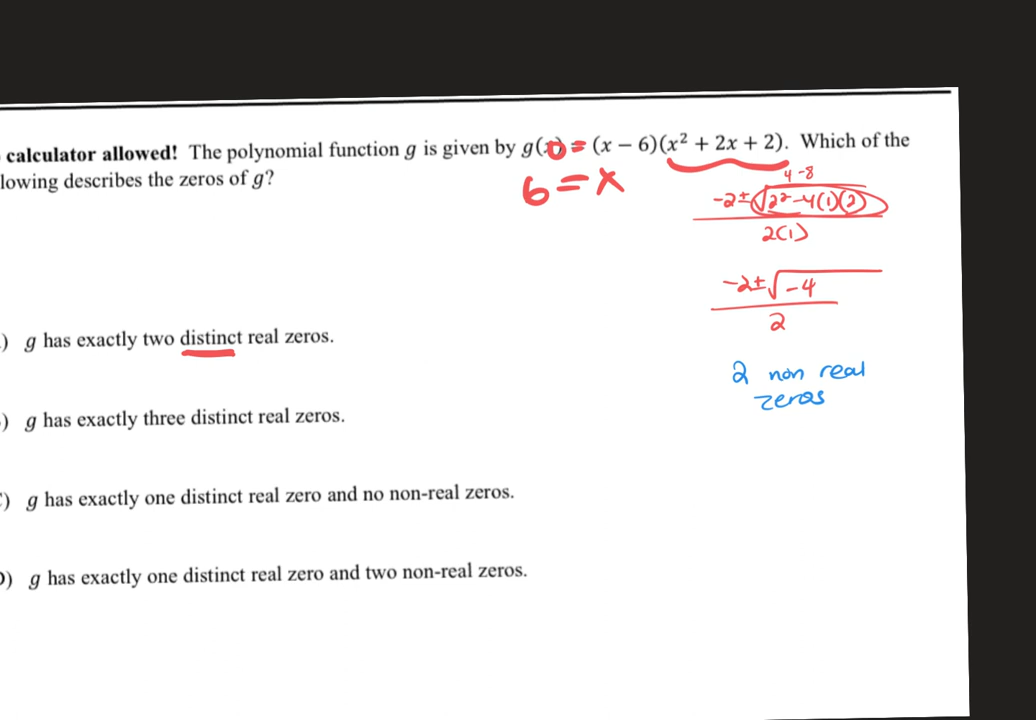 calculator allowed! The polynomial function g is given by g(x) = (x − 6)(x² + 2x + 2). Which of the
lowing describes the zeros of g?
0 =
6 = x
4 -8
-2±√2²-4(1)(2)
2(1)
-2±√-4
2
2 non real
zeros
) g has exactly two distinct real zeros.
) g has exactly three distinct real zeros.
) g has exactly one distinct real zero and no non-real zeros.
D) g has exactly one distinct real zero and two non-real zeros.